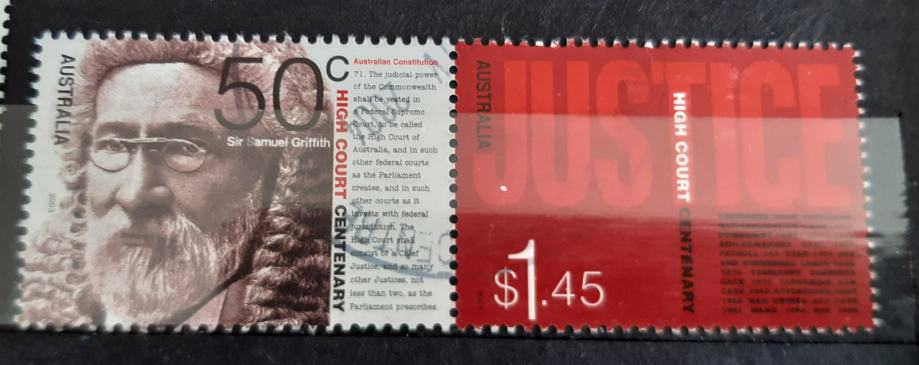 AUSTRALIA
50c
Sir Samuel Griffith
HIGH COURT CENTENARY
2003
Australian Constitution
71. The judicial power
of the Commonwealth
shall be vested in
a Federal Supreme
Court, to be called
the High Court of
Australia, and in such
other federal courts
as the Parliament
creates, and in such
other courts as it
invests with federal
jurisdiction. The
High Court shall
consist of a Chief
Justice, and so many
other Justices, not
less than two, as the
Parliament prescribes.
AUSTRALIA
JUSTICE
HIGH COURT CENTENARY
$1.45